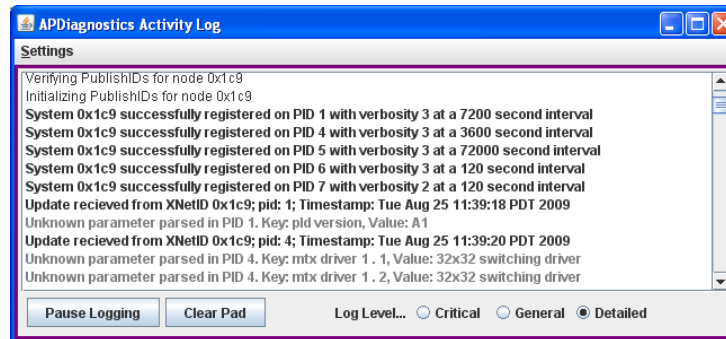 APDiagnostics Activity Log
Settings
Verifying PublishIDs for node 0x1c9
Initializing PublishIDs for node 0x1c9
System 0x1c9 successfully registered on PID 1 with verbosity 3 at a 7200 second interval
System 0x1c9 successfully registered on PID 4 with verbosity 3 at a 3600 second interval
System 0x1c9 successfully registered on PID 5 with verbosity 3 at a 72000 second interval
System 0x1c9 successfully registered on PID 6 with verbosity 3 at a 120 second interval
System 0x1c9 successfully registered on PID 7 with verbosity 2 at a 120 second interval
Update recieved from XNetID 0x1c9; pid: 1; Timestamp: Tue Aug 25 11:39:18 PDT 2009
Unknown parameter parsed in PID 1. Key: pld version, Value: A1
Update recieved from XNetID 0x1c9; pid: 4; Timestamp: Tue Aug 25 11:39:20 PDT 2009
Unknown parameter parsed in PID 4. Key: mtx driver 1 . 1, Value: 32x32 switching driver
Unknown parameter parsed in PID 4. Key: mtx driver 1 . 2, Value: 32x32 switching driver
Pause Logging Clear Pad Log Level... Critical General Detailed